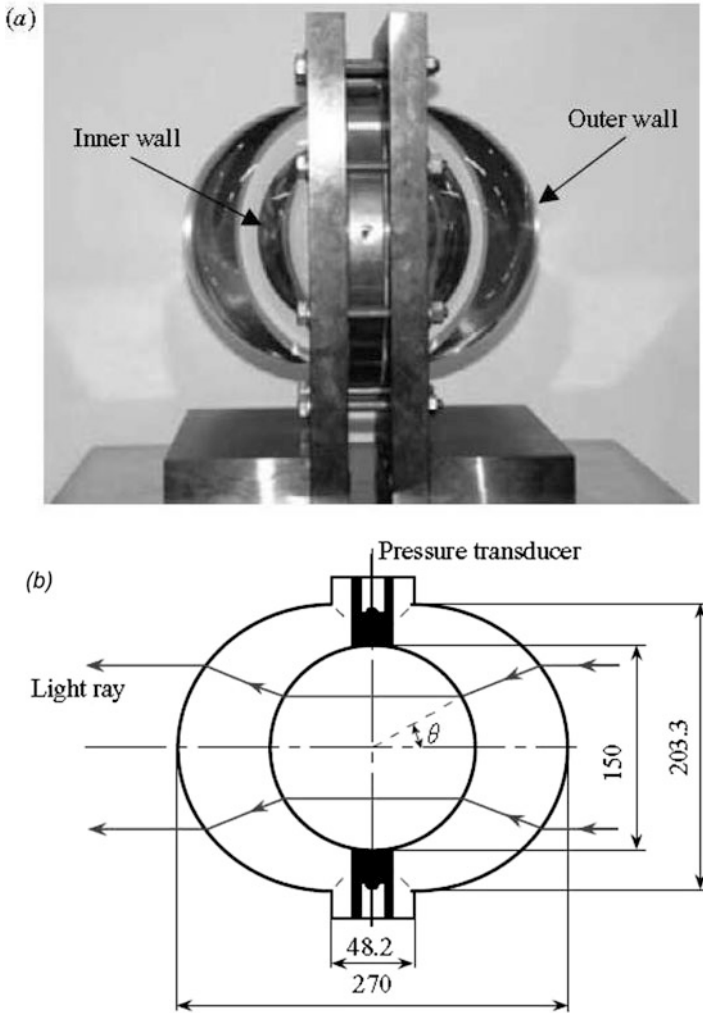 (a)
Inner wall
Outer wall
(b)
Pressure transducer
Light ray
θ
150
203.3
48.2
270